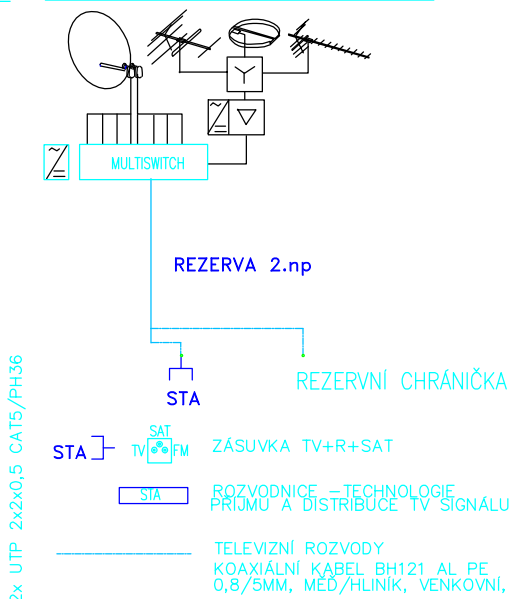 MULTISWITCH
REZERVA 2.np
REZERVNÍ CHRÁNIČKA
STA
2x UTP 2x2x0,5 CAT5/PH36
SAT
STA
TV
FM
ZÁSUVKA TV+R+SAT
STA
ROZVODNICE – TECHNOLOGIE
PŘÍJMU A DISTRIBUCE TV SIGNÁLU
TELEVIZNÍ ROZVODY
KOAXIÁLNÍ KABEL BH121 AL PE
0,8/5MM, MĚĎ/HLINÍK, VENKOVNÍ,